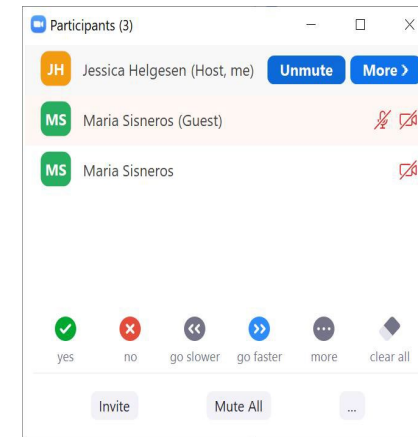 Participants (3)
JH Jessica Helgesen (Host, me) Unmute More >
MS Maria Sisneros (Guest)
MS Maria Sisneros
yes no go slower go faster more clear all
Invite Mute All ...